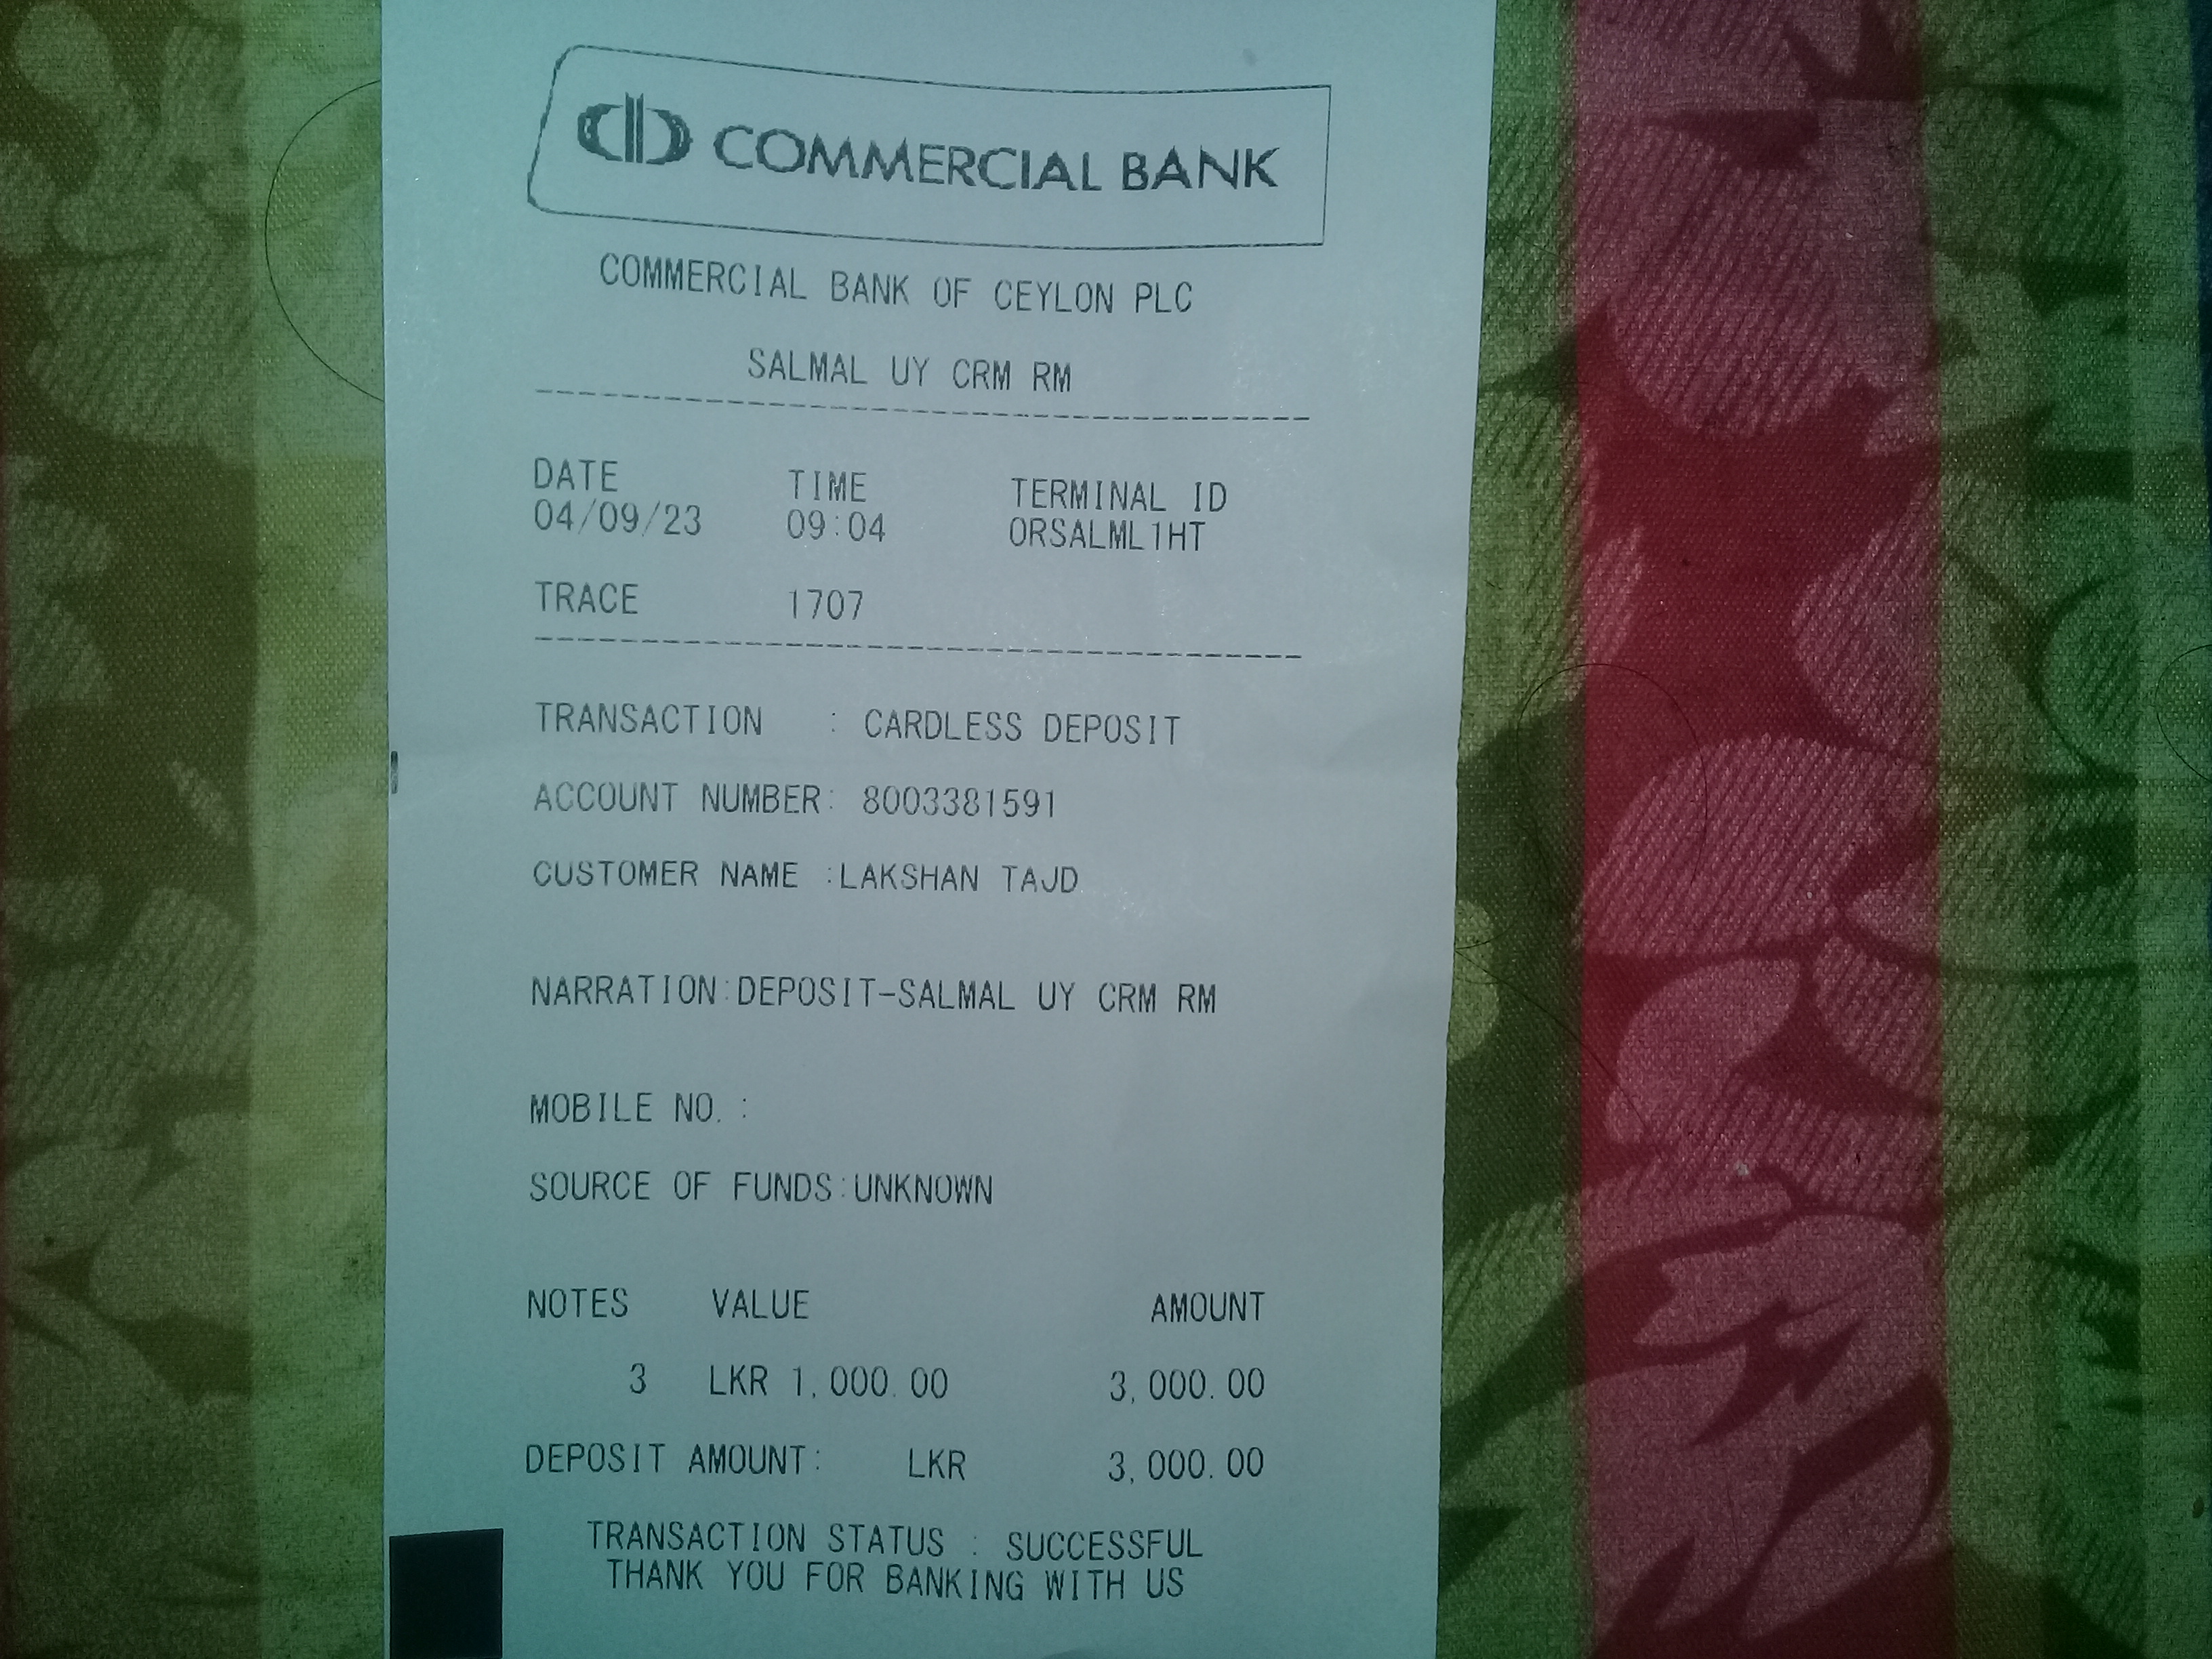 COMMERCIAL BANK
COMMERCIAL BANK OF CEYLON PLC
SALMAL UY CRM RM
DATE TIME TERMINAL ID
04/09/23 09:04 ORSALML1HT
TRACE 1707
TRANSACTION : CARDLESS DEPOSIT
ACCOUNT NUMBER: 8003381591
CUSTOMER NAME :LAKSHAN TAJD
NARRATION:DEPOSIT-SALMAL UY CRM RM
MOBILE NO. :
SOURCE OF FUNDS:UNKNOWN
NOTES VALUE AMOUNT
3 LKR 1,000.00 3,000.00
DEPOSIT AMOUNT: LKR 3,000.00
TRANSACTION STATUS : SUCCESSFUL
THANK YOU FOR BANKING WITH US